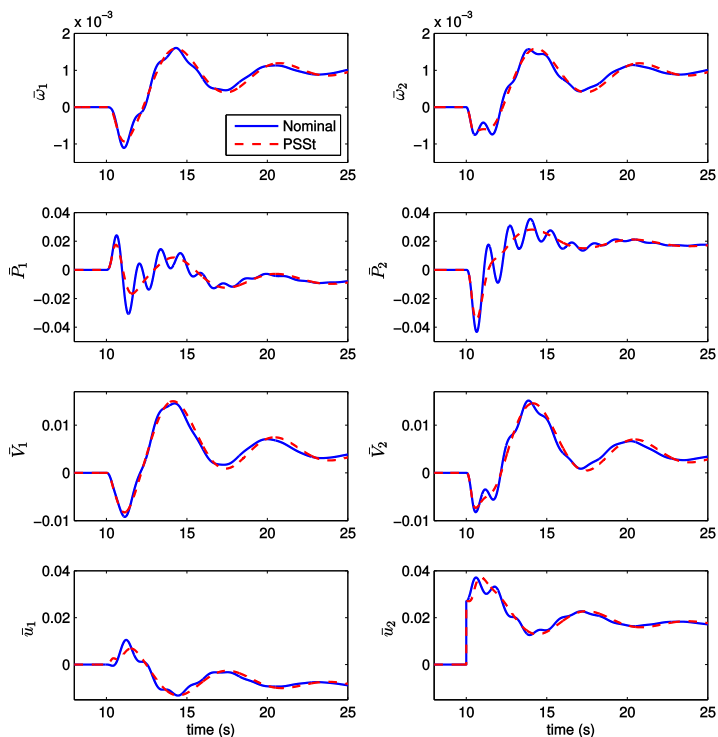 x 10⁻³ x 10⁻³
2 2
1 1
0 0
−1 −1
ω̄₁ ω̄₂
Nominal
PSSt
10 15 20 25 10 15 20 25
0.04 0.04
0.02 0.02
0 0
−0.02 −0.02
−0.04 −0.04
P̄₁ P̄₂
10 15 20 25 10 15 20 25
0.01 0.01
0 0
−0.01 −0.01
V̄₁ V̄₂
10 15 20 25 10 15 20 25
0.04 0.04
0.02 0.02
0 0
ū₁ ū₂
10 15 20 25 10 15 20 25
time (s) time (s)